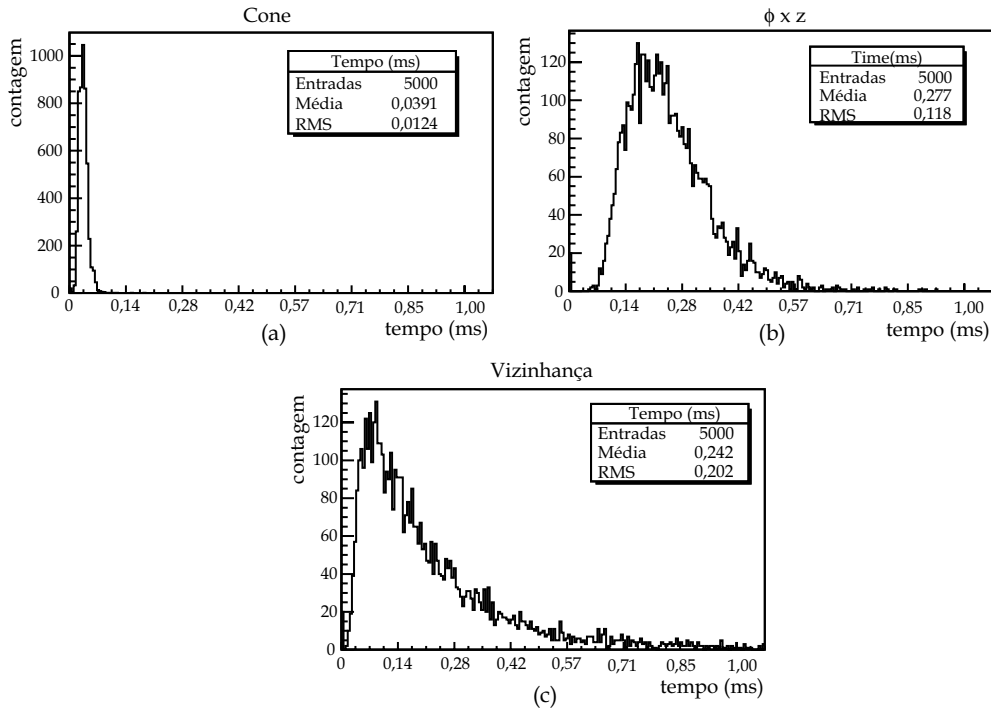 Cone
contagem
1000
800
600
400
200
0
Tempo (ms)
Entradas 5000
Média 0,0391
RMS 0,0124
0 0,14 0,28 0,42 0,57 0,71 0,85 1,00
tempo (ms)
(a)
ϕ x z
contagem
120
100
80
60
40
20
0
Time(ms)
Entradas 5000
Média 0,277
RMS 0,118
0 0,14 0,28 0,42 0,57 0,71 0,85 1,00
tempo (ms)
(b)
Vizinhança
contagem
120
100
80
60
40
20
0
Tempo (ms)
Entradas 5000
Média 0,242
RMS 0,202
0 0,14 0,28 0,42 0,57 0,71 0,85 1,00
tempo (ms)
(c)